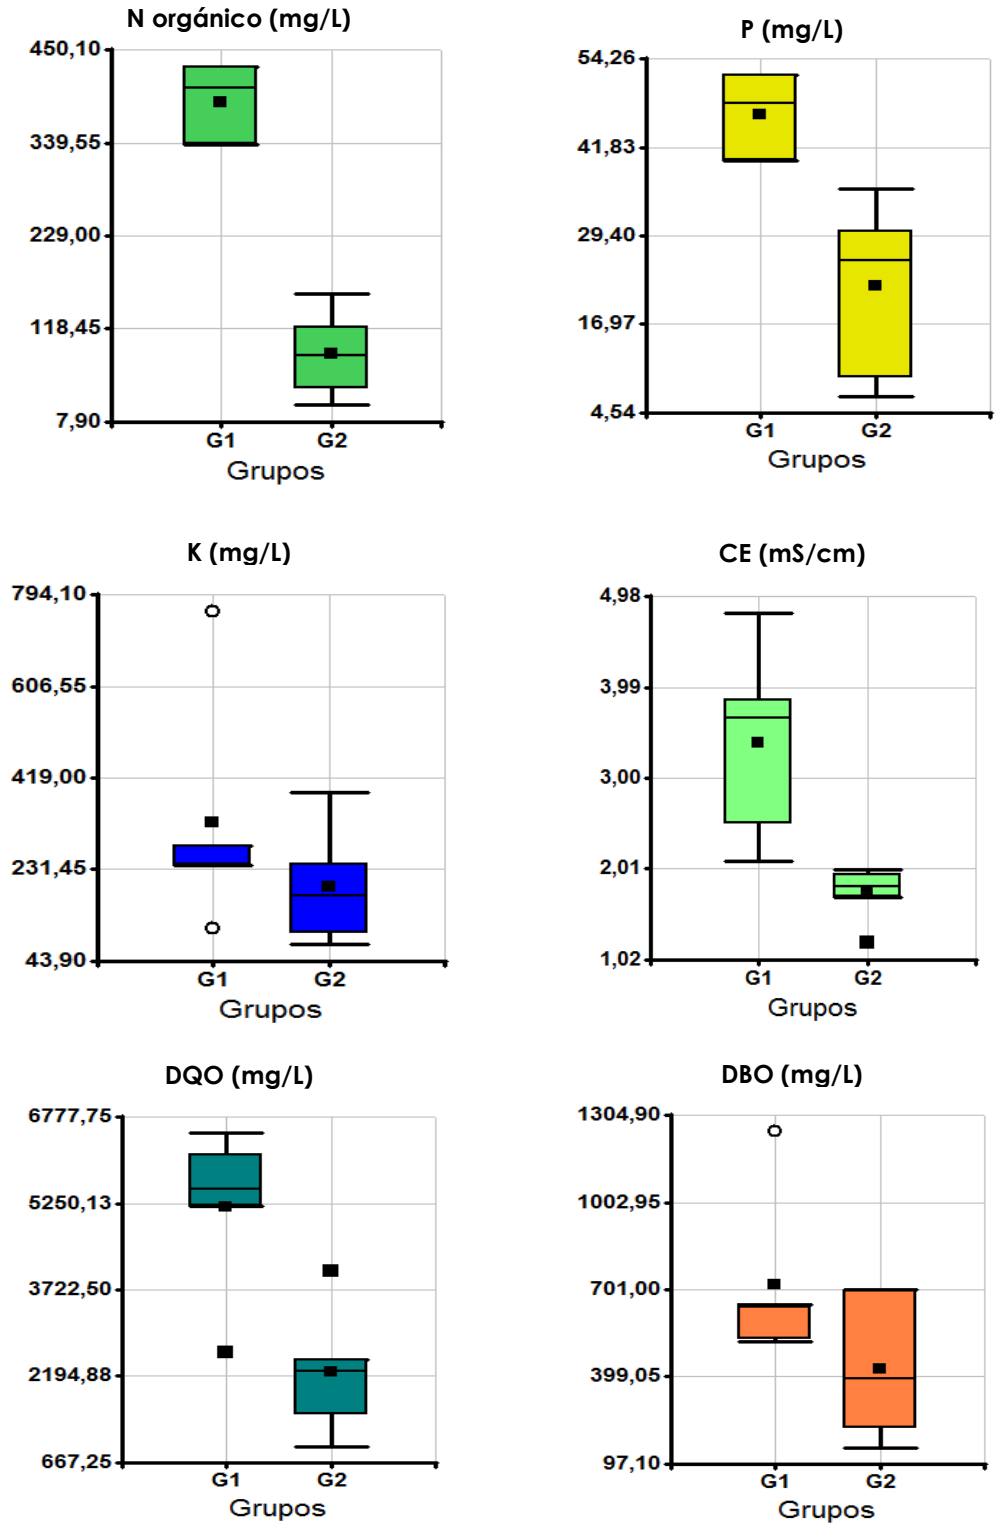 N orgánico (mg/L)
450,10
339,55
229,00
118,45
7,90
G1
G2
Grupos
P (mg/L)
54,26
41,83
29,40
16,97
4,54
G1
G2
Grupos
K (mg/L)
794,10
606,55
419,00
231,45
43,90
G1
G2
Grupos
CE (mS/cm)
4,98
3,99
3,00
2,01
1,02
G1
G2
Grupos
DQO (mg/L)
6777,75
5250,13
3722,50
2194,88
667,25
G1
G2
Grupos
DBO (mg/L)
1304,90
1002,95
701,00
399,05
97,10
G1
G2
Grupos